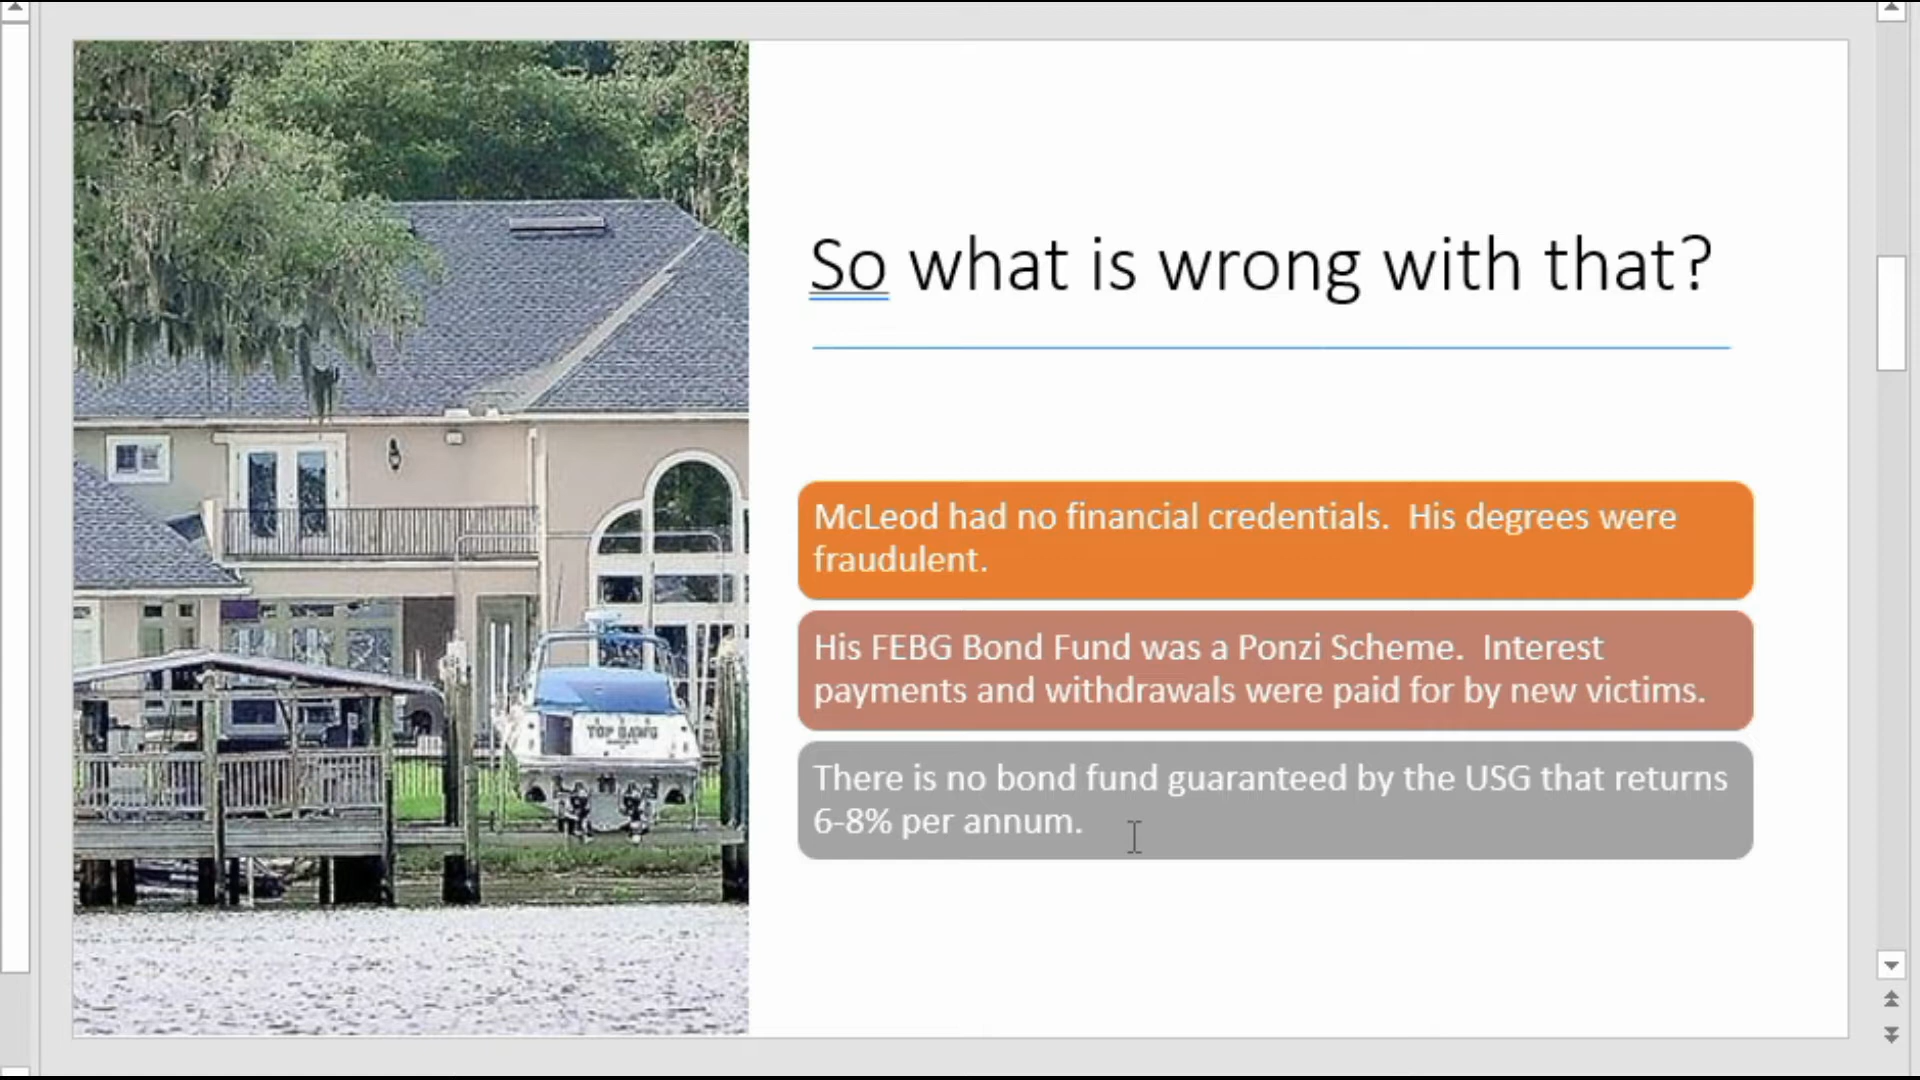 So what is wrong with that?
McLeod had no financial credentials.  His degrees were
fraudulent.
His FEBG Bond Fund was a Ponzi Scheme.  Interest
payments and withdrawals were paid for by new victims.
There is no bond fund guaranteed by the USG that returns
6-8% per annum.
TOP DAWG